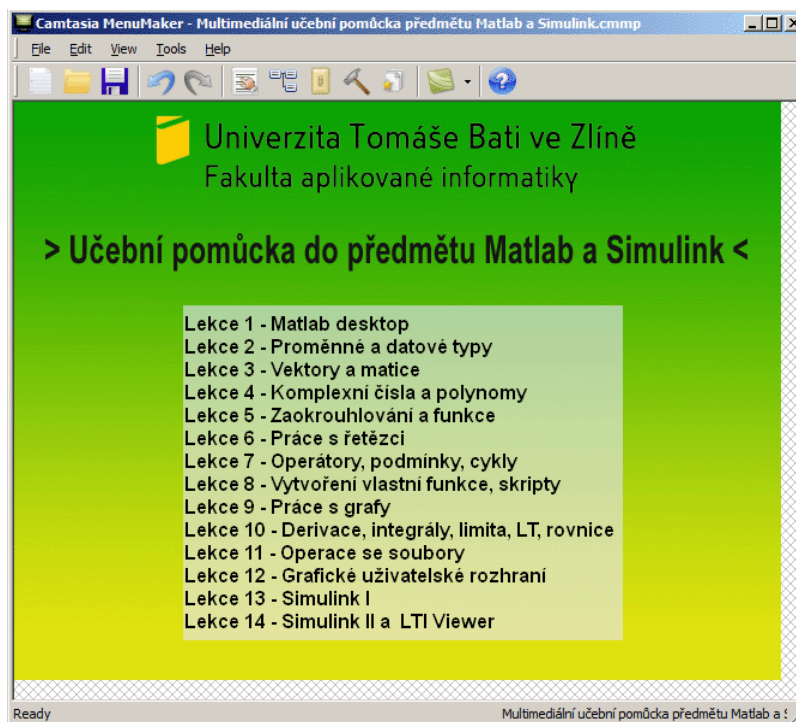 Camtasia MenuMaker - Multimediální učební pomůcka předmětu Matlab a Simulink.cmmp
File Edit View Tools Help
Univerzita Tomáše Bati ve Zlíně
Fakulta aplikované informatiky
> Učební pomůcka do předmětu Matlab a Simulink <
Lekce 1 - Matlab desktop
Lekce 2 - Proměnné a datové typy
Lekce 3 - Vektory a matice
Lekce 4 - Komplexní čísla a polynomy
Lekce 5 - Zaokrouhlování a funkce
Lekce 6 - Práce s řetězci
Lekce 7 - Operátory, podmínky, cykly
Lekce 8 - Vytvoření vlastní funkce, skripty
Lekce 9 - Práce s grafy
Lekce 10 - Derivace, integrály, limita, LT, rovnice
Lekce 11 - Operace se soubory
Lekce 12 - Grafické uživatelské rozhraní
Lekce 13 - Simulink I
Lekce 14 - Simulink II a LTI Viewer
Ready Multimediální učební pomůcka předmětu Matlab a S